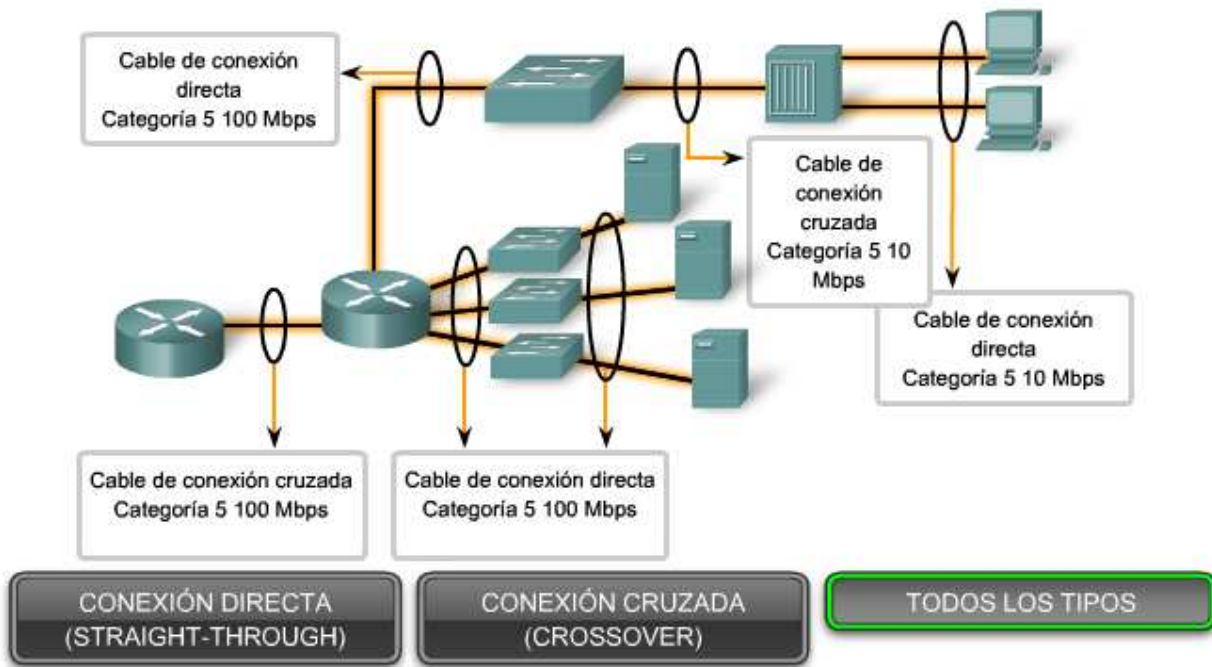 Cable de conexión
directa
Categoría 5 100 Mbps
Cable de
conexión
cruzada
Categoría 5 10
Mbps
Cable de conexión
directa
Categoría 5 10 Mbps
Cable de conexión cruzada
Categoría 5 100 Mbps
Cable de conexión directa
Categoría 5 100 Mbps
CONEXIÓN DIRECTA
(STRAIGHT-THROUGH)
CONEXIÓN CRUZADA
(CROSSOVER)
TODOS LOS TIPOS